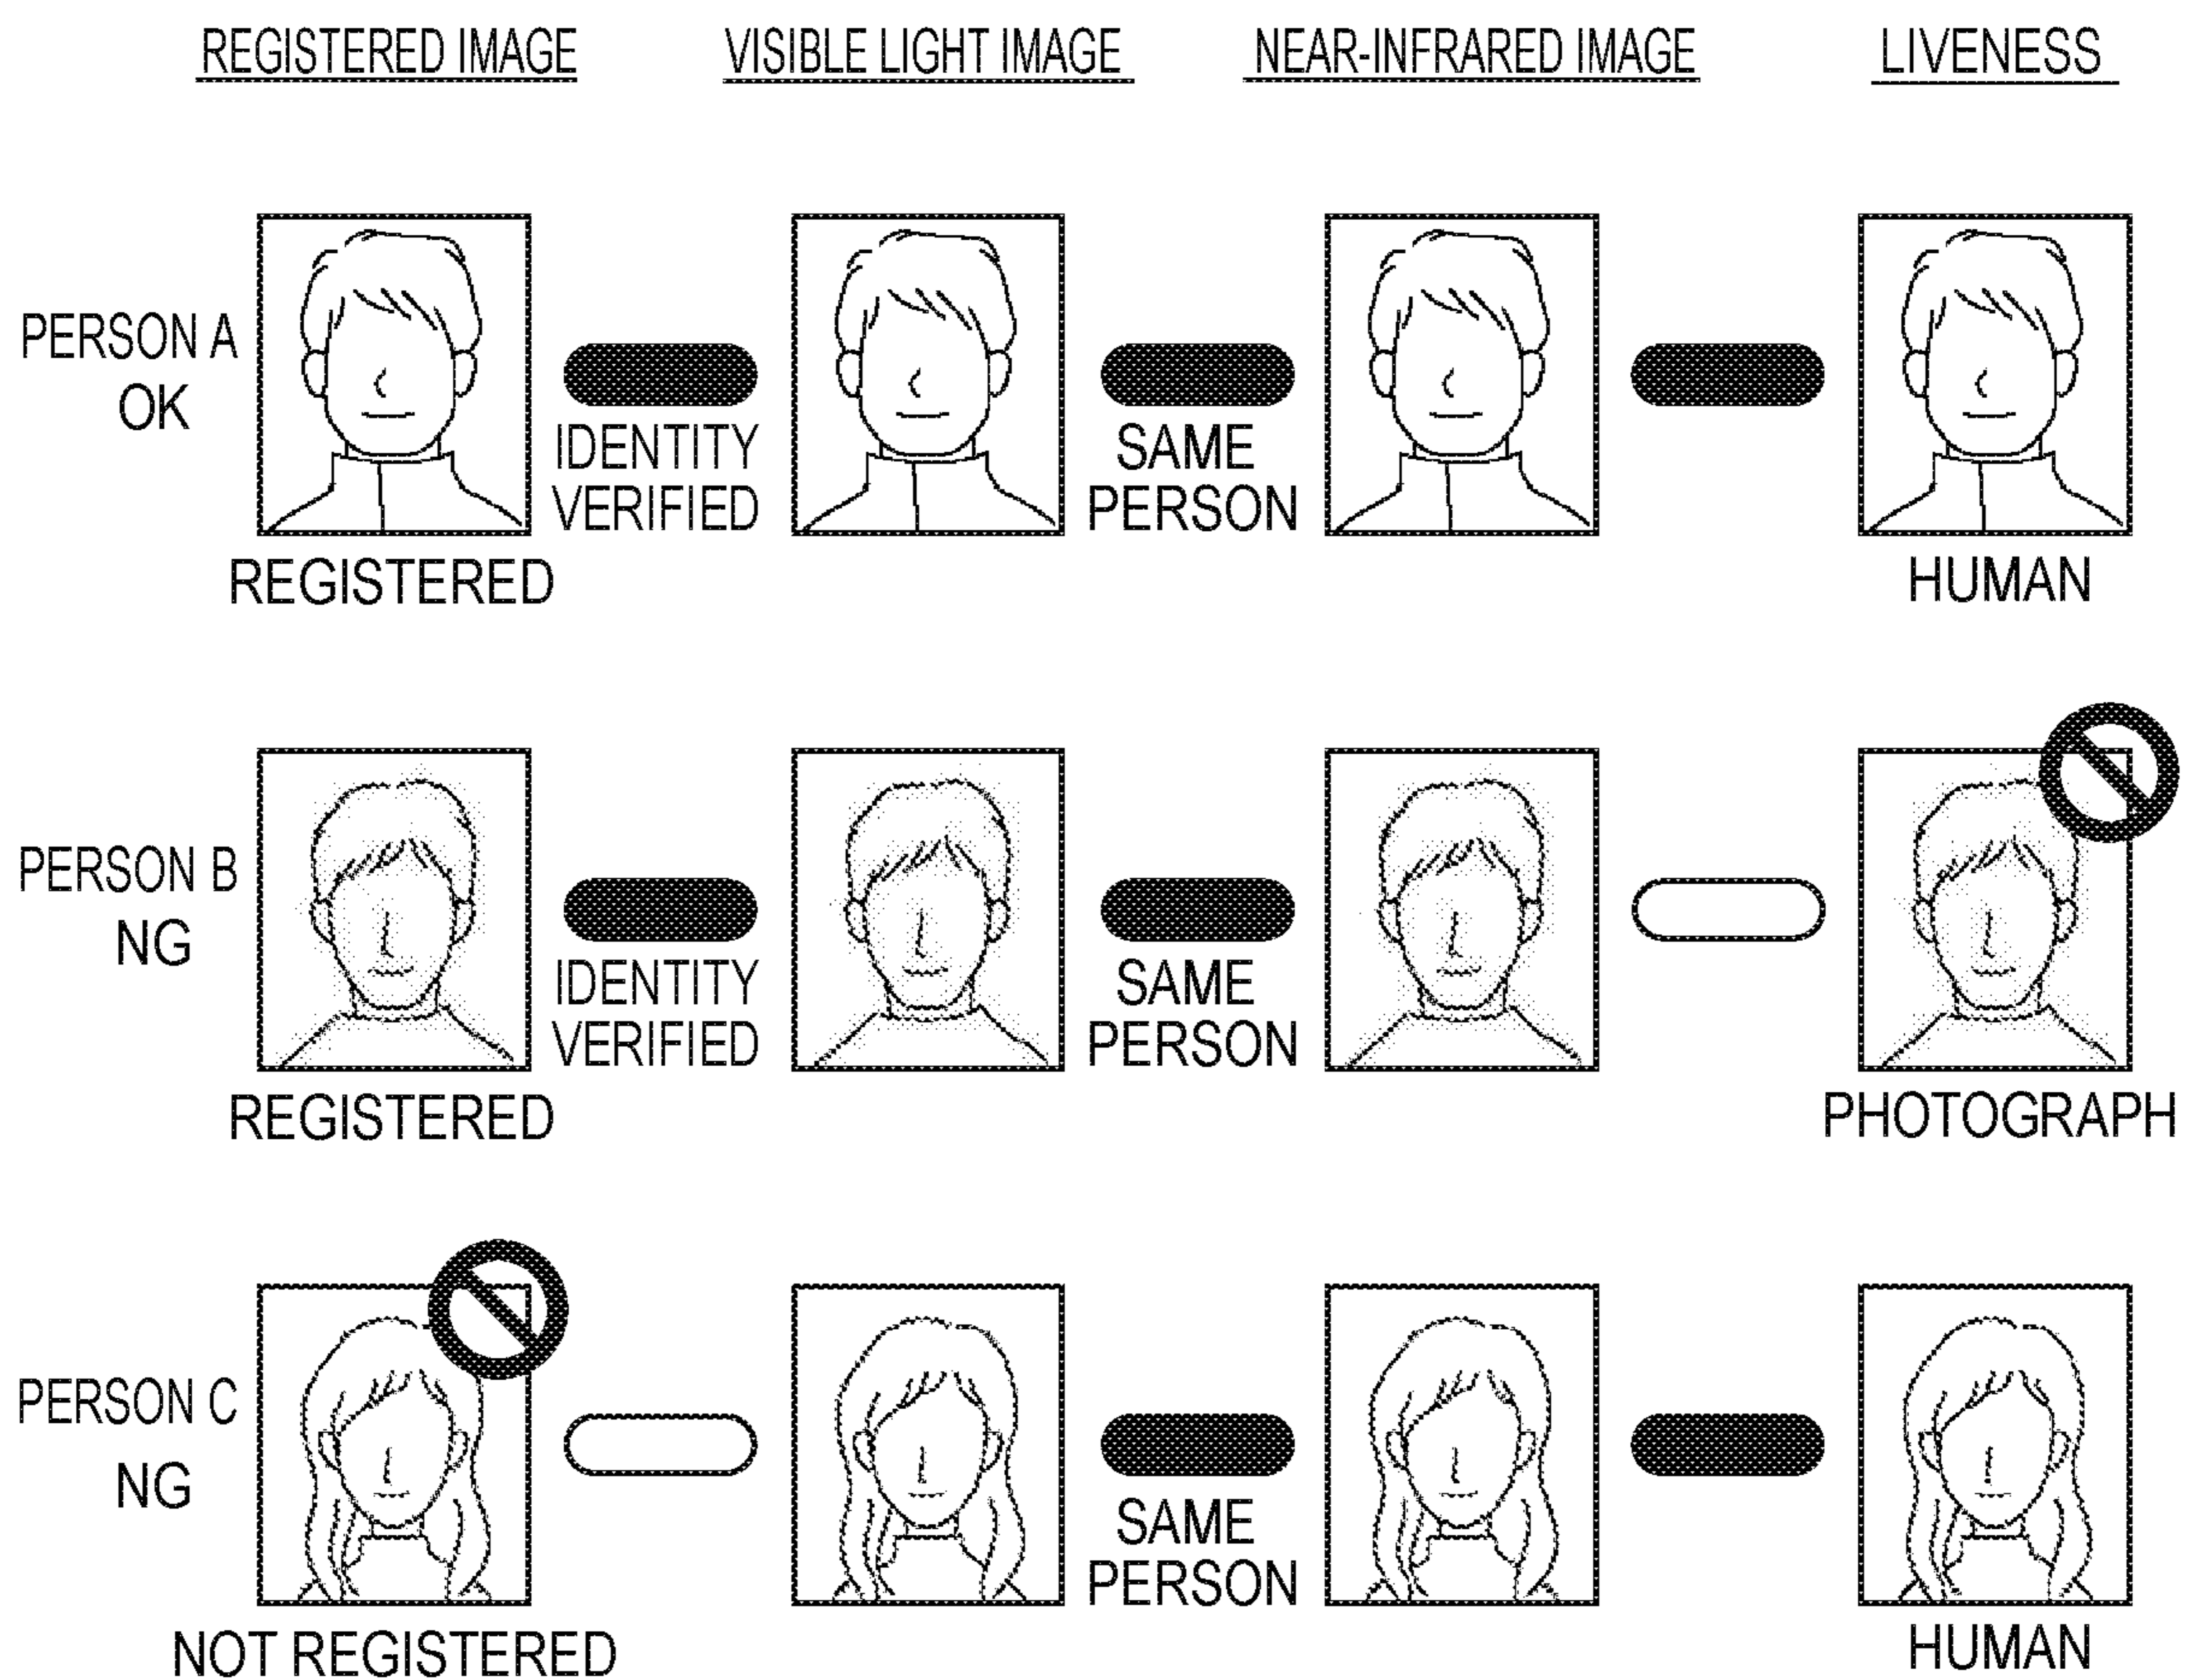 REGISTERED IMAGE
VISIBLE LIGHT IMAGE
NEAR-INFRARED IMAGE
LIVENESS
PERSON A
OK
IDENTITY
VERIFIED
SAME
PERSON
REGISTERED
HUMAN
PERSON B
NG
IDENTITY
VERIFIED
SAME
PERSON
REGISTERED
PHOTOGRAPH
PERSON C
NG
SAME
PERSON
NOT REGISTERED
HUMAN